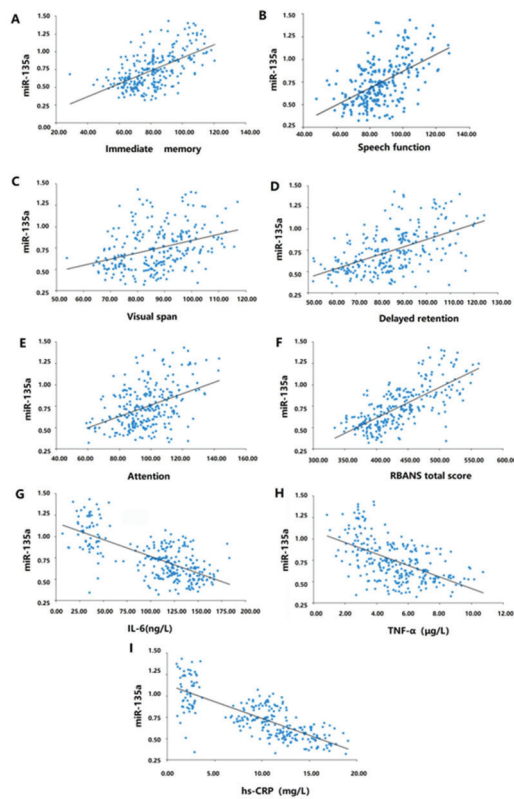 A
miR-135a
1.50
1.25
1.00
0.75
0.50
0.25
0.00
20.00 40.00 60.00 80.00 100.00 120.00 140.00
Immediate memory
B
miR-135a
1.50
1.25
1.00
0.75
0.50
0.25
40.00 60.00 80.00 100.00 120.00 140.00
Speech function
C
miR-135a
1.50
1.25
1.00
0.75
0.50
0.25
50.00 60.00 70.00 80.00 90.00 100.00 110.00 120.00
Visual span
D
miR-135a
1.50
1.25
1.00
0.75
0.50
0.25
50.00 60.00 70.00 80.00 90.00 100.00 110.00 120.00 130.00
Delayed retention
E
miR-135a
1.50
1.25
1.00
0.75
0.50
0.25
40.00 60.00 80.00 100.00 120.00 140.00 160.00
Attention
F
miR-135a
1.50
1.25
1.00
0.75
0.50
0.25
300.00 350.00 400.00 450.00 500.00 550.00 600.00
RBANS total score
G
miR-135a
1.50
1.25
1.00
0.75
0.50
0.25
0.00 25.00 50.00 75.00 100.00 125.00 150.00 175.00 200.00
IL-6(ng/L)
H
miR-135a
1.50
1.25
1.00
0.75
0.50
0.25
0.00 2.00 4.00 6.00 8.00 10.00 12.00
TNF-α (μg/L)
I
miR-135a
1.50
1.25
1.00
0.75
0.50
0.25
0.00 5.00 10.00 15.00 20.00
hs-CRP (mg/L)